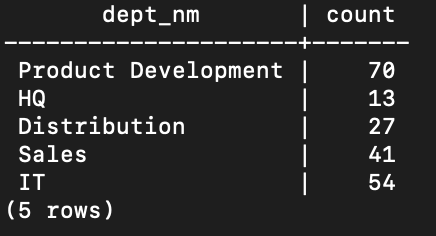 dept_nm | count
---------------------+-------
Product Development | 70
HQ | 13
Distribution | 27
Sales | 41
IT | 54
(5 rows)